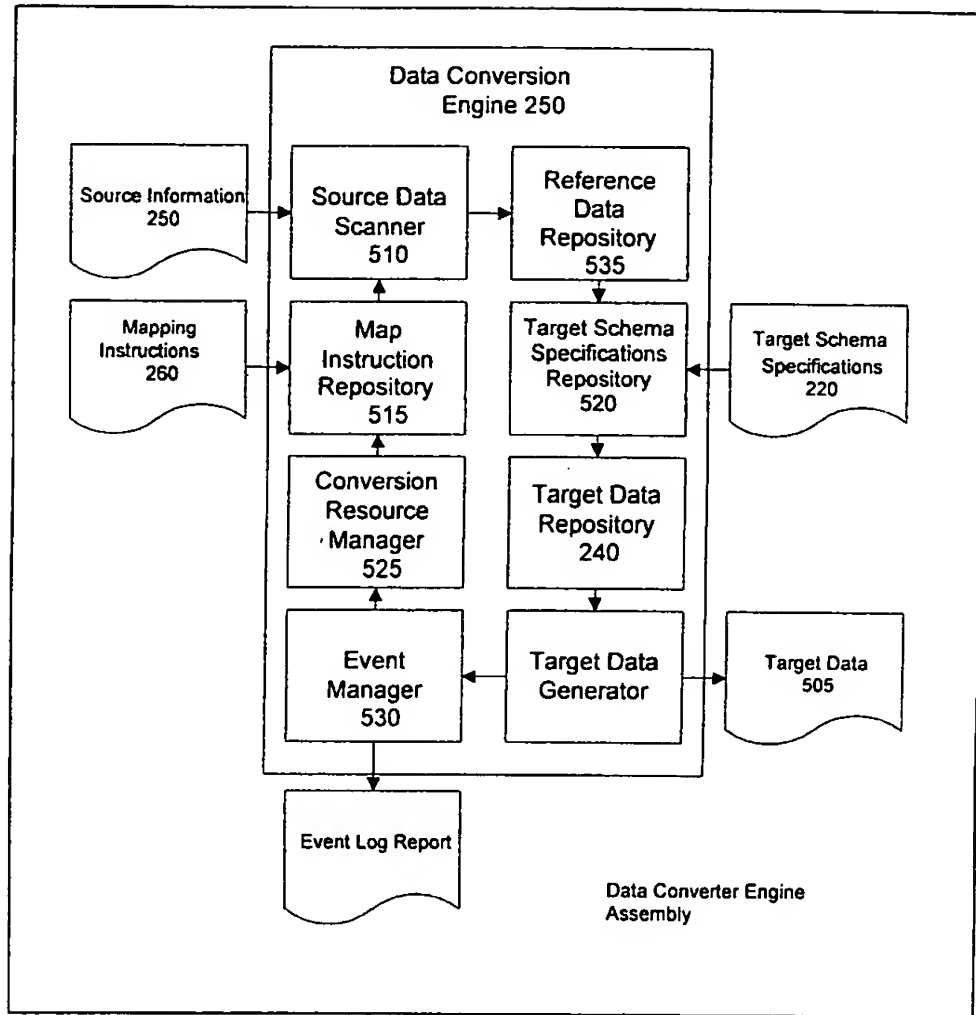 Data Conversion
Engine 250
Source Information
250
Source Data
Scanner
510
Reference
Data
Repository
535
Mapping
Instructions
260
Map
Instruction
Repository
515
Target Schema
Specifications
Repository
520
Target Schema
Specifications
220
Conversion
Resource
Manager
525
Target Data
Repository
240
Event
Manager
530
Target Data
Generator
Target Data
505
Event Log Report
Data Converter Engine
Assembly